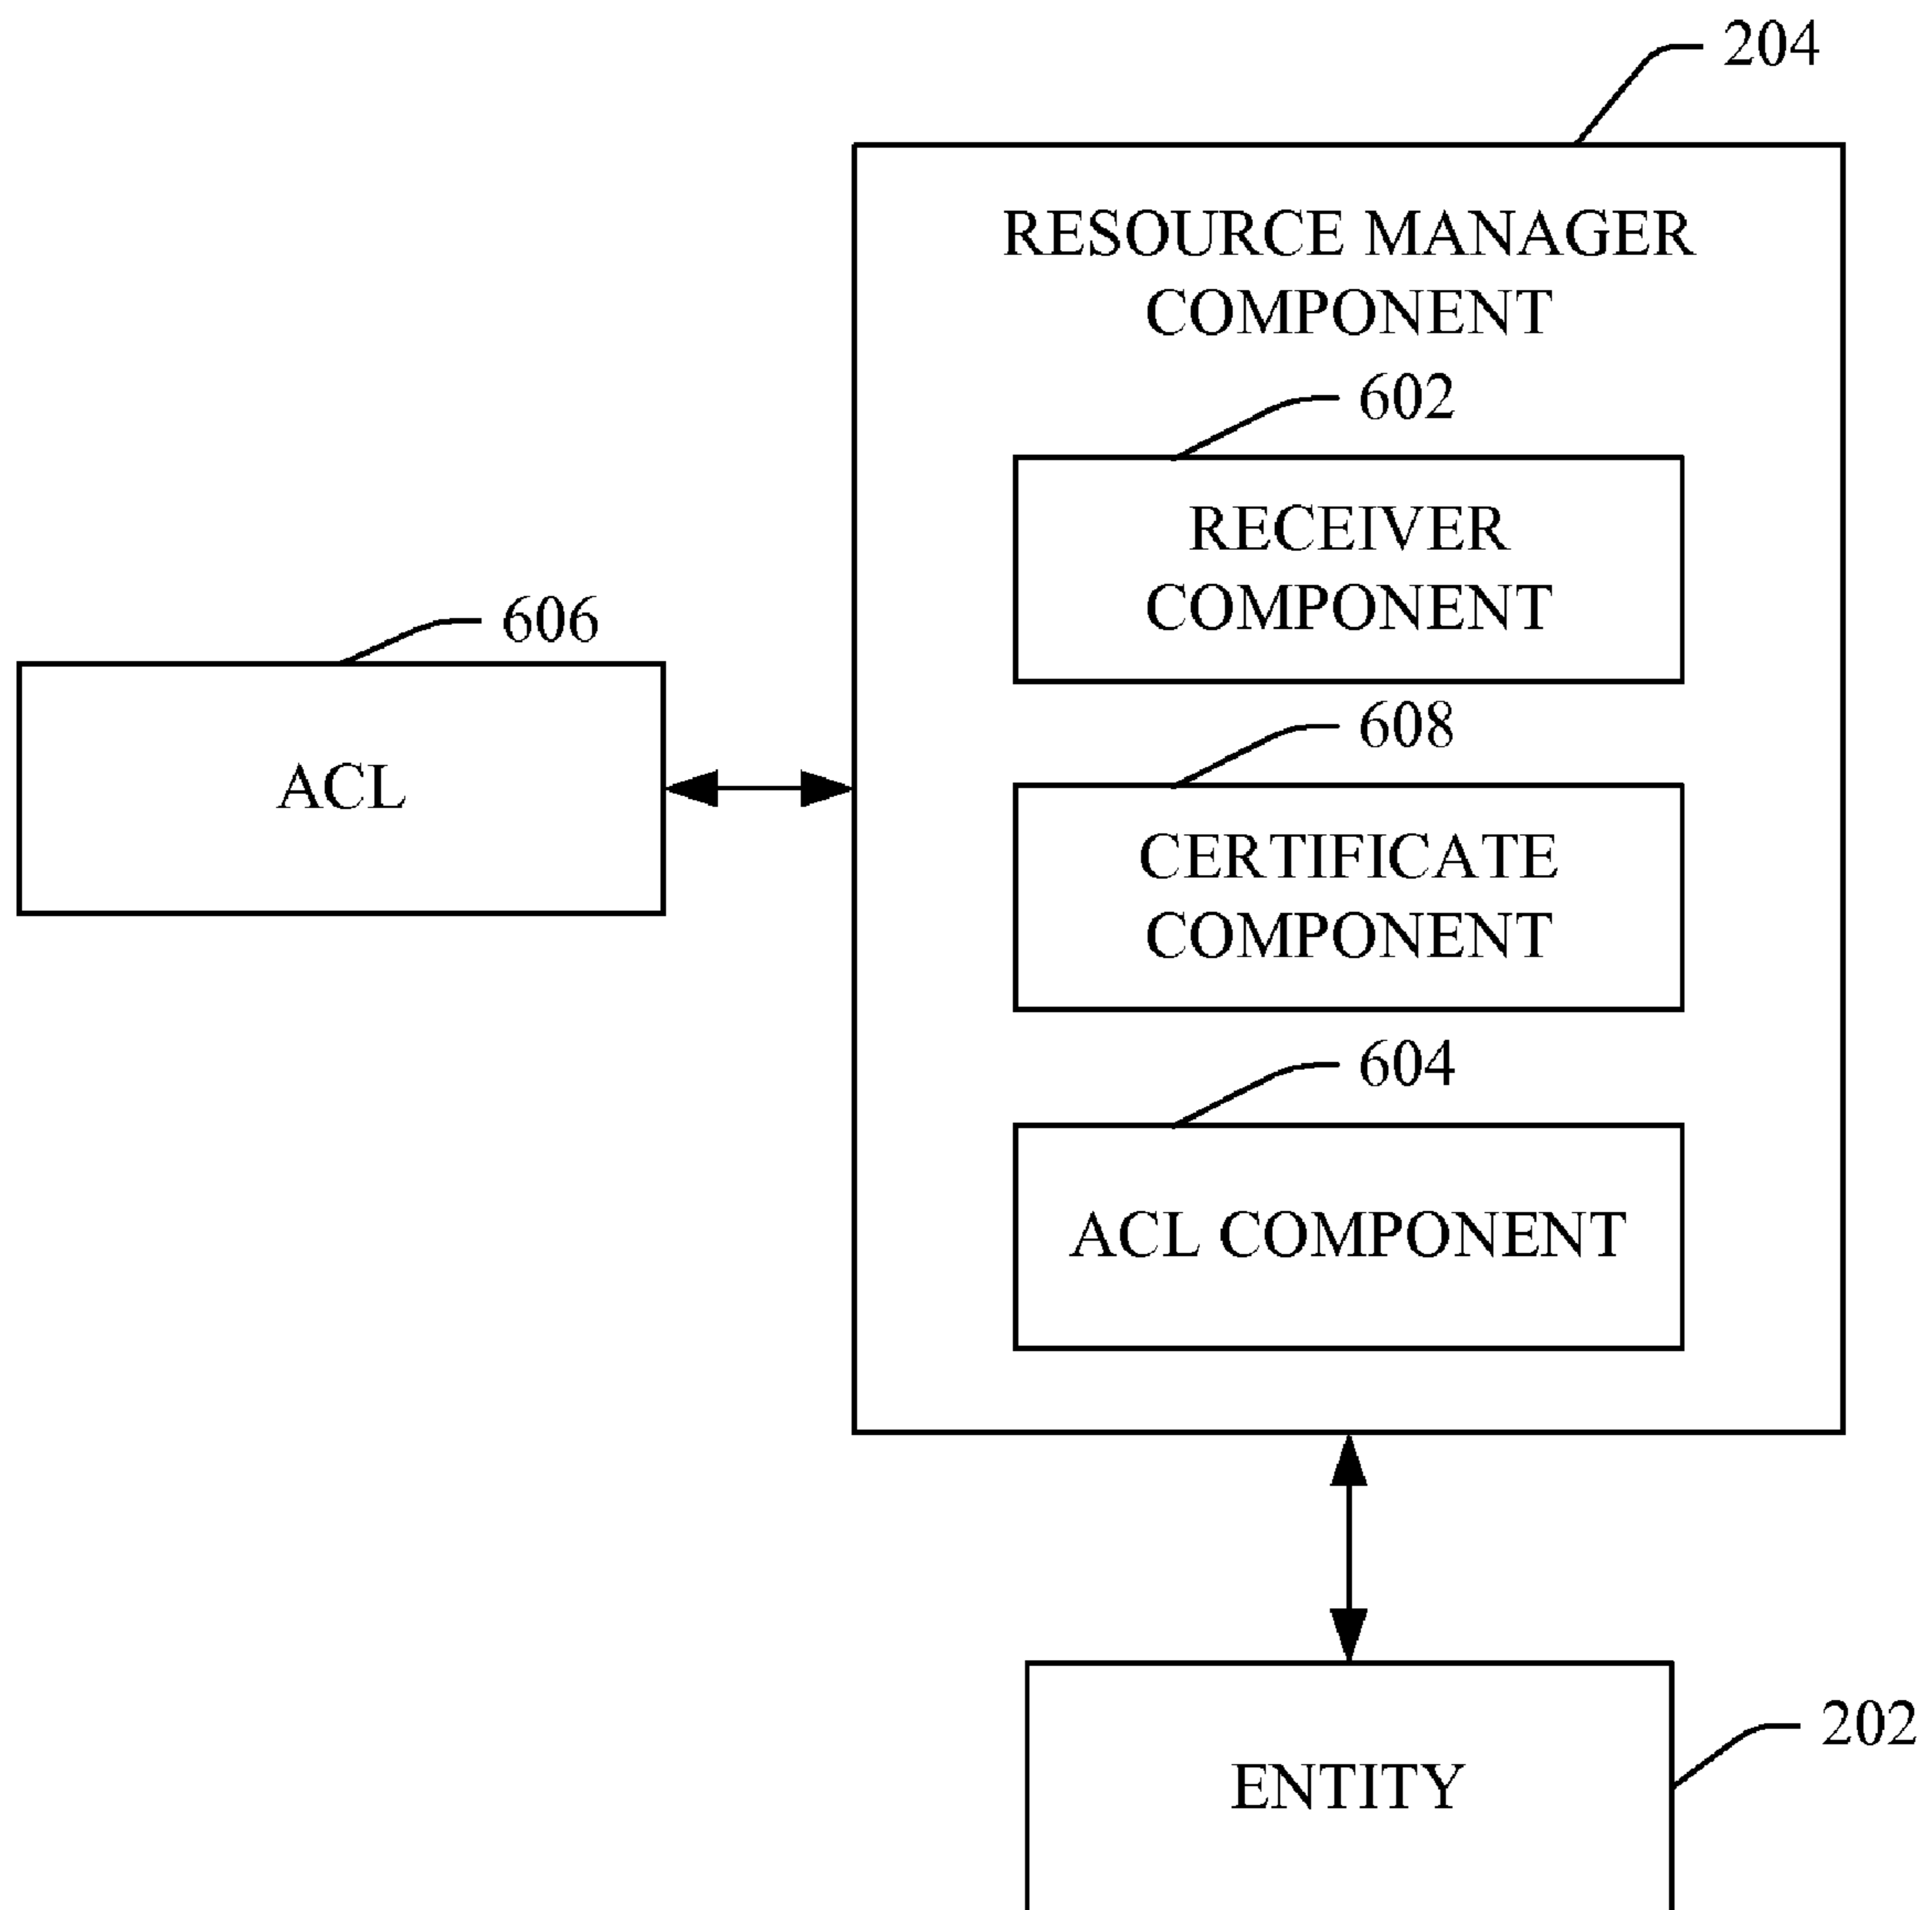 204
RESOURCE MANAGER
COMPONENT
602
RECEIVER
COMPONENT
606
ACL
608
CERTIFICATE
COMPONENT
604
ACL COMPONENT
202
ENTITY